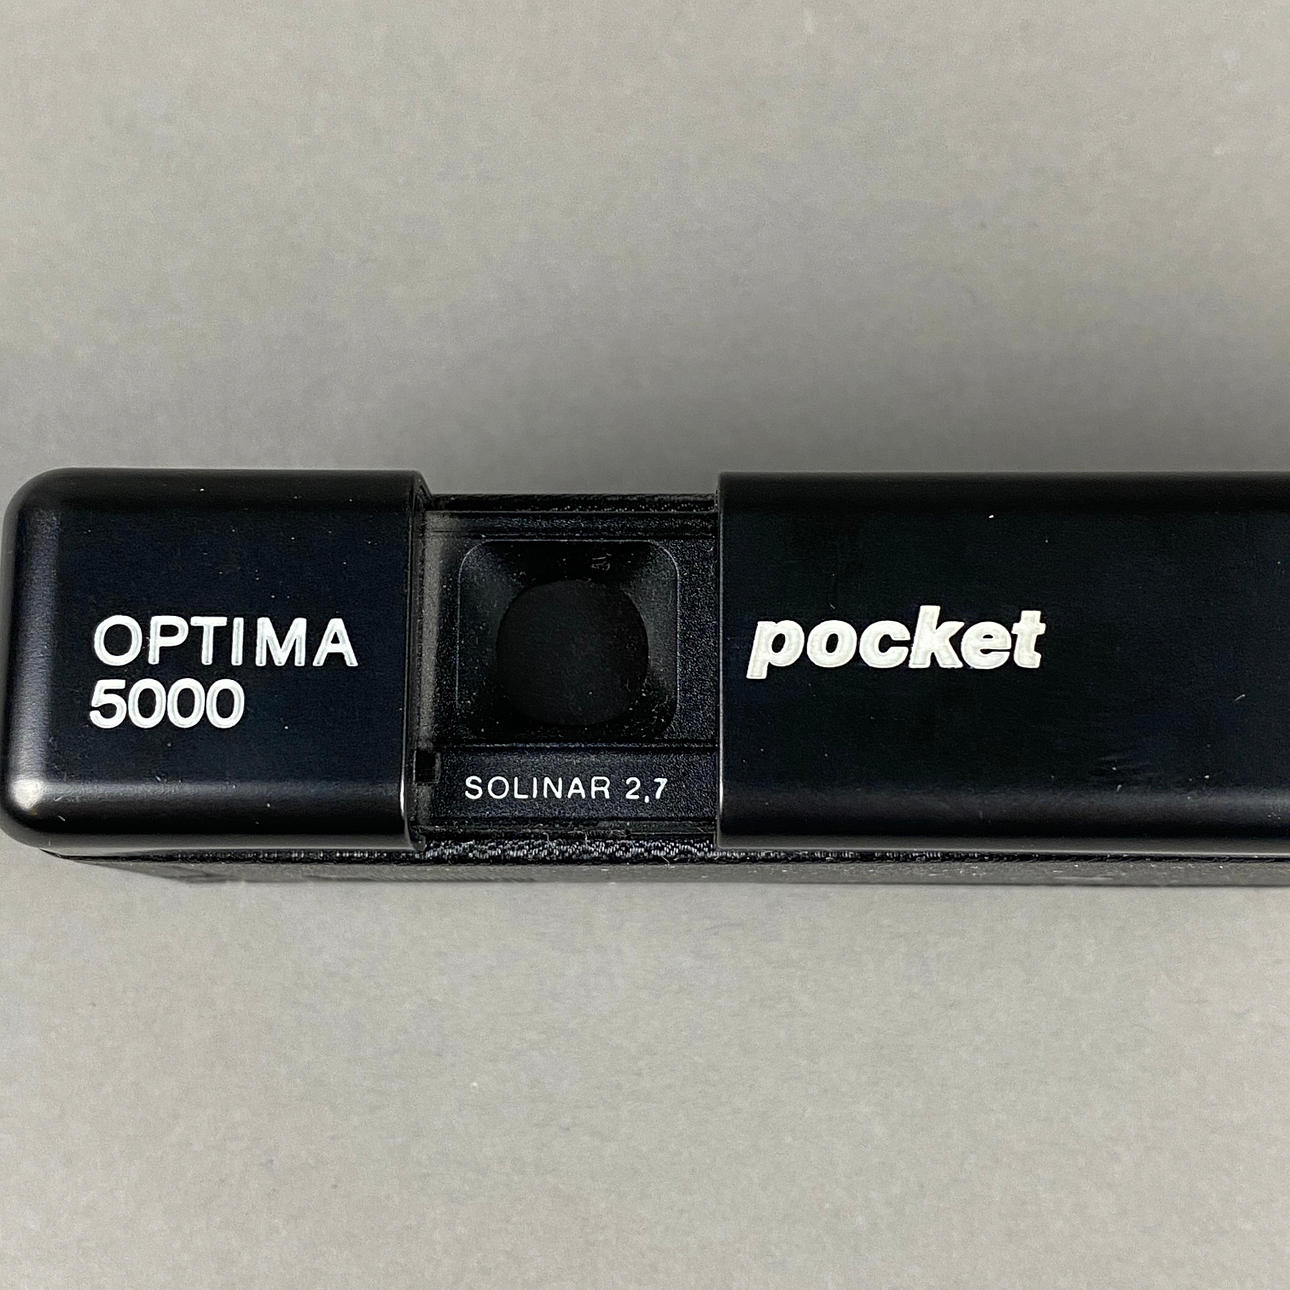 OPTIMA
5000
SOLINAR 2,7
pocket